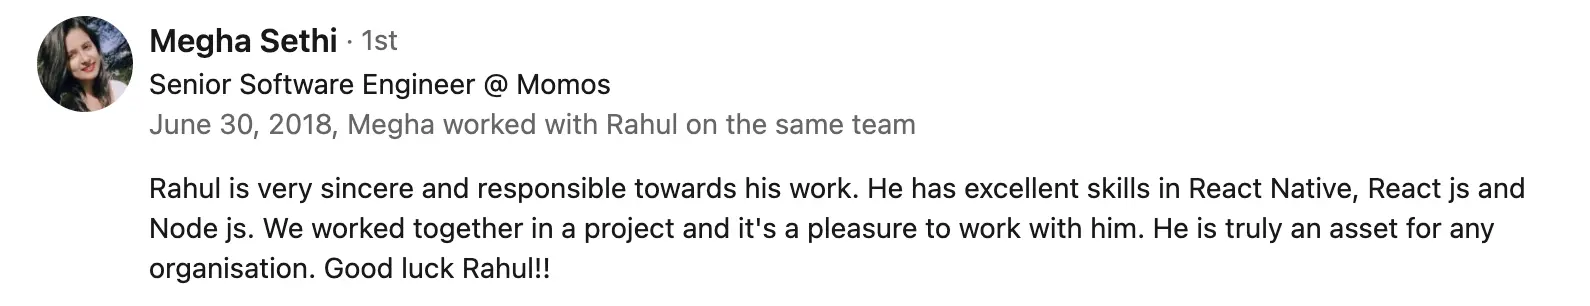 Megha Sethi · 1st
Senior Software Engineer @ Momos
June 30, 2018, Megha worked with Rahul on the same team
Rahul is very sincere and responsible towards his work. He has excellent skills in React Native, React js and
Node js. We worked together in a project and it's a pleasure to work with him. He is truly an asset for any
organisation. Good luck Rahul!!